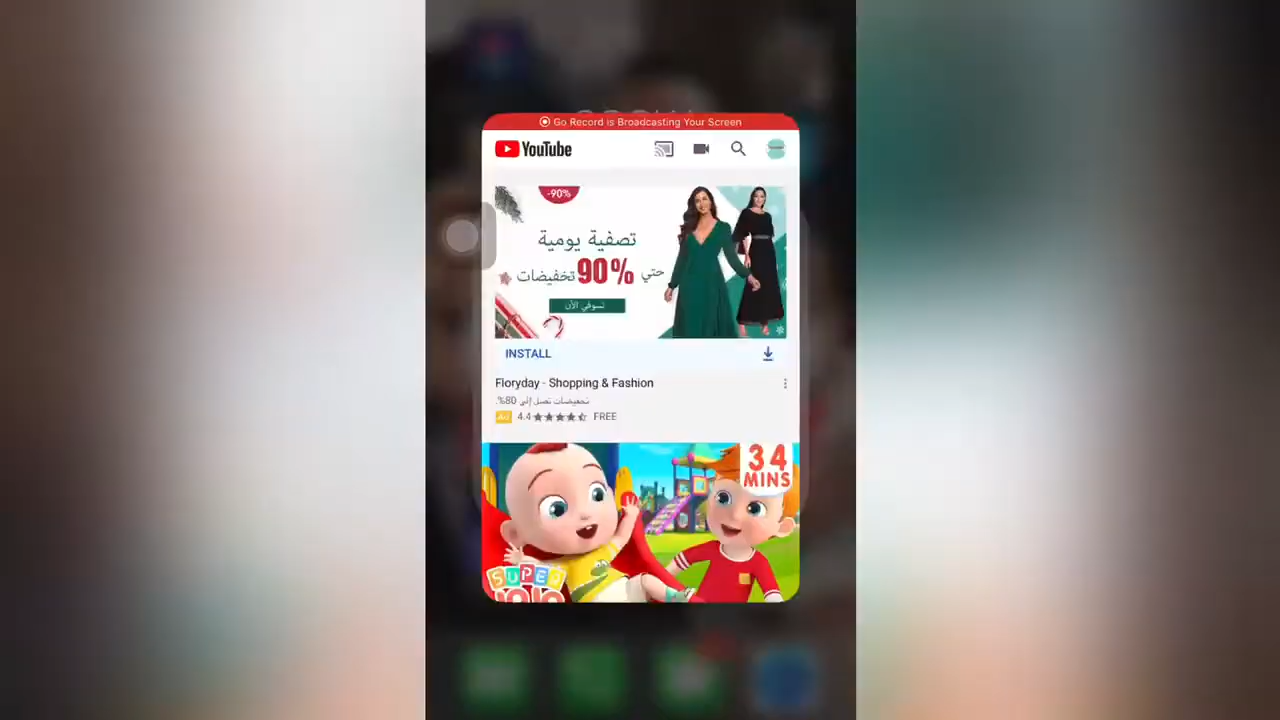 Go Record is Broadcasting Your Screen
YouTube
-90%
تصفية يومية
حتي 90% تخفيضات
تسوقي الآن
INSTALL
Floryday - Shopping & Fashion
تخفيضات تصل إلى 80%.
Ad 4.4 FREE
34
MINS
SUPER
JOJO